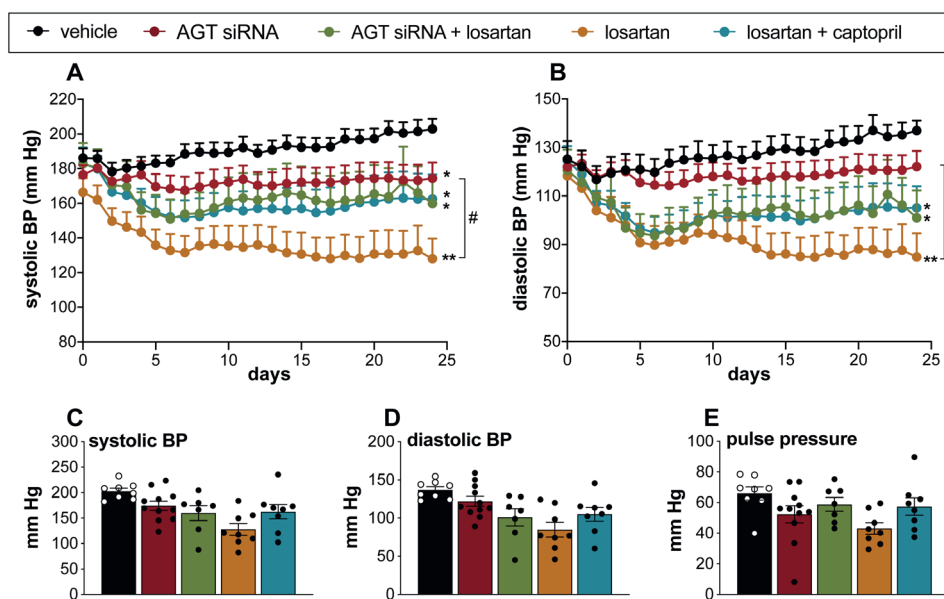 vehicle AGT siRNA AGT siRNA + losartan losartan losartan + captopril
A
systolic BP (mm Hg)
220
200
180
160
140
120
100
80
0 5 10 15 20 25
days
*
*
*
**
#
B
diastolic BP (mm Hg)
150
130
110
90
70
50
0 5 10 15 20 25
days
*
*
**
C
systolic BP
mm Hg
300
250
200
150
100
50
0
D
diastolic BP
mm Hg
200
150
100
50
0
E
pulse pressure
mm Hg
100
80
60
40
20
0